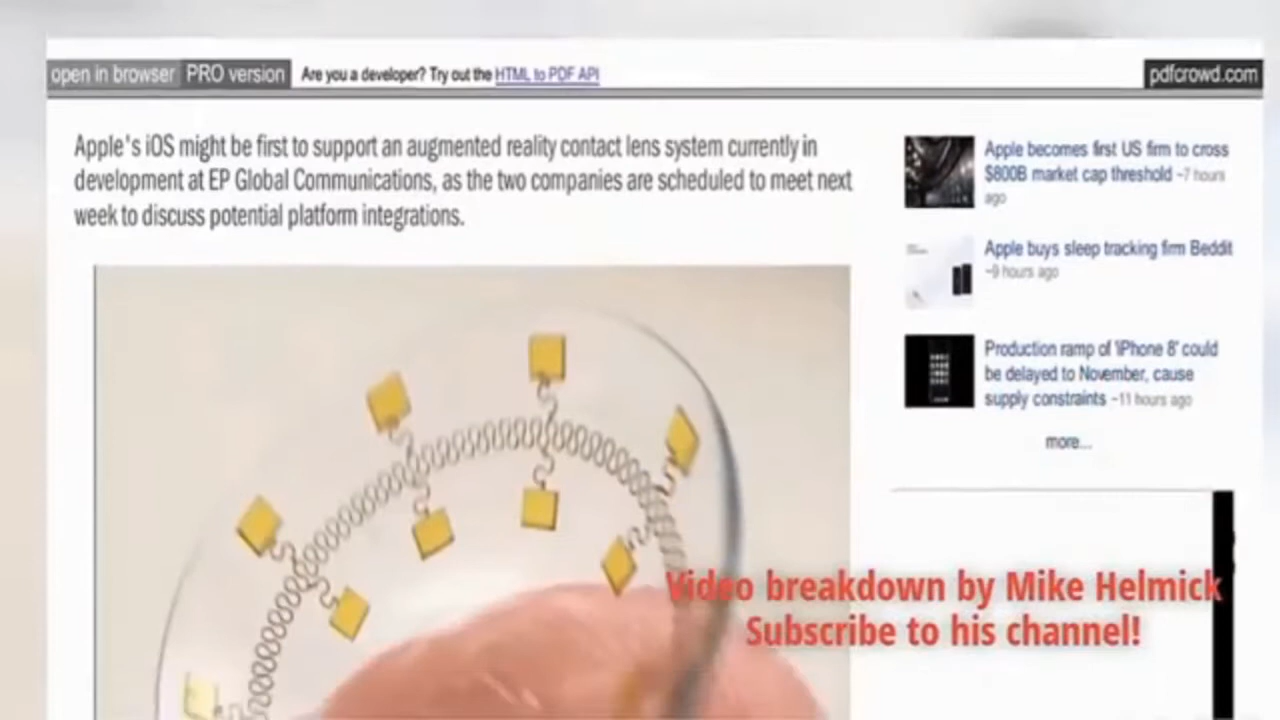 open in browser PRO version Are you a developer? Try out the HTML to PDF API
pdfcrowd.com
Apple's iOS might be first to support an augmented reality contact lens system currently in
development at EP Global Communications, as the two companies are scheduled to meet next
week to discuss potential platform integrations.
Apple becomes first US firm to cross
$800B market cap threshold ~7 hours
ago
Apple buys sleep tracking firm Beddit
~9 hours ago
Production ramp of 'iPhone 8' could
be delayed to November, cause
supply constraints ~11 hours ago
more...
Video breakdown by Mike Helmick
Subscribe to his channel!